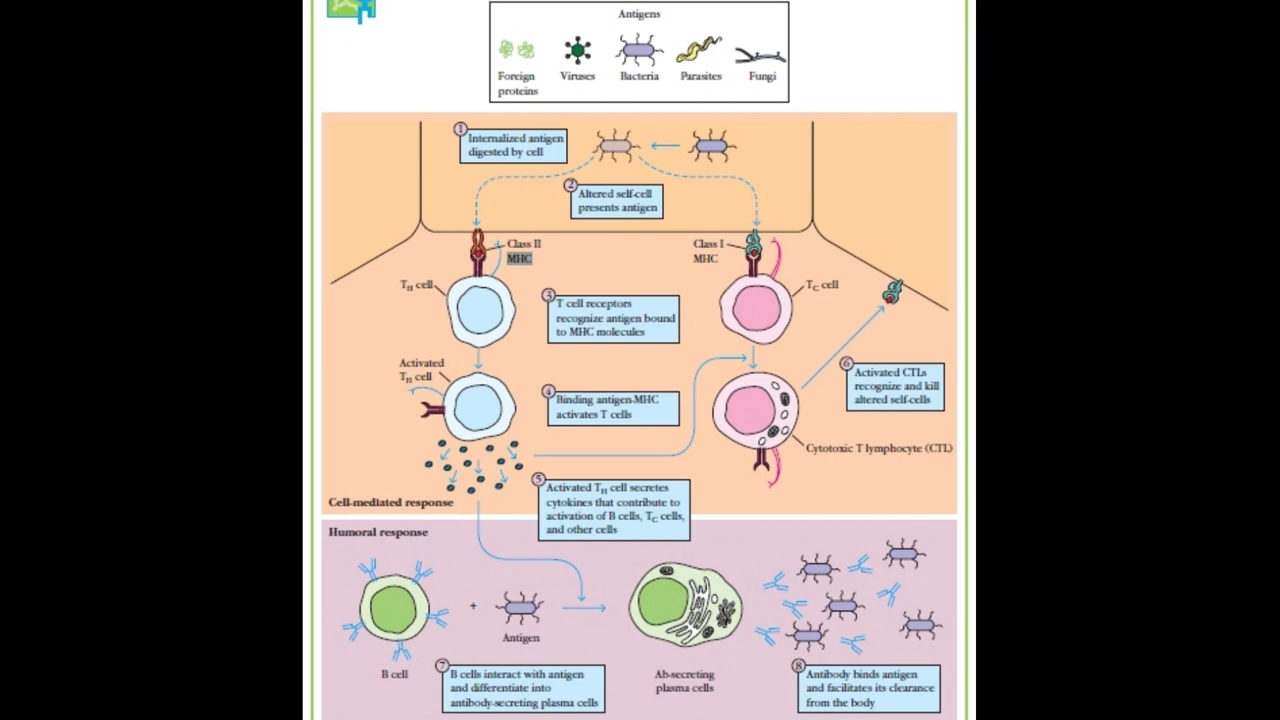 Antigens
Foreign
proteins
Viruses
Bacteria
Parasites
Fungi
1
Internalized antigen
digested by cell
2
Altered self-cell
presents antigen
Class II
MHC
Class I
MHC
TH cell
TC cell
3
T cell receptors
recognize antigen bound
to MHC molecules
Activated
TH cell
4
Binding antigen-MHC
activates T cells
6
Activated CTLs
recognize and kill
altered self-cells
Cytotoxic T lymphocyte (CTL)
5
Activated TH cell secretes
cytokines that contribute to
activation of B cells, TC cells,
and other cells
Cell-mediated response
Humoral response
+
Antigen
B cell
7
B cells interact with antigen
and differentiate into
antibody-secreting plasma cells
Ab-secreting
plasma cells
8
Antibody binds antigen
and facilitates its clearance
from the body